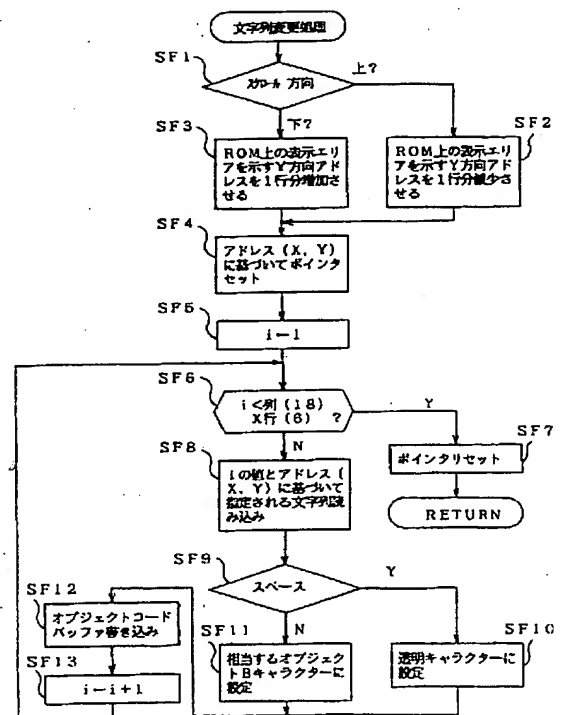 文字列変更処理
SF1
スクロール 方向
上?
下?
SF3
ROM上の表示エリ
アを示すY方向アド
レスを1行分増加さ
せる
SF2
ROM上の表示エリ
アを示すY方向アド
レスを1行分減少さ
せる
SF4
アドレス(X,Y)
に基づいてポインタ
セット
SF5
i←1
SF6
i<列(18)
X行(6) ?
Y
N
SF7
ポインタリセット
RETURN
SF8
iの値とアドレス(
X,Y)に基づいて
指定される文字列読
み込み
SF9
スペース
Y
N
SF12
オブジェクトコード
バッファ書き込み
SF13
i←i+1
SF11
相当するオブジェク
トBキャラクターに
設定
SF10
透明キャラクターに
設定